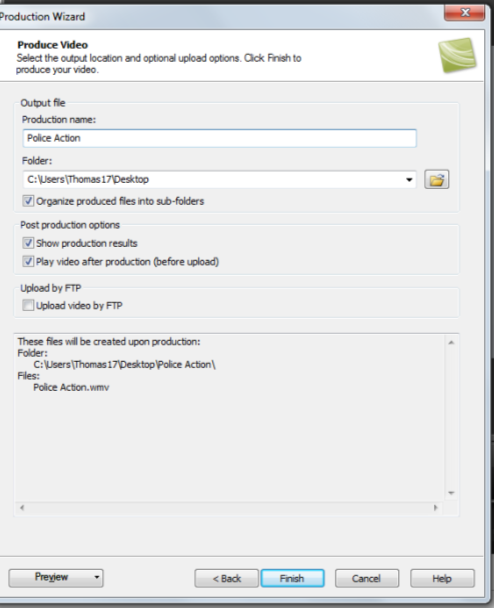 Production Wizard
Produce Video
Select the output location and optional upload options. Click Finish to
produce your video.
Output file
Production name:
Police Action
Folder:
C:\Users\Thomas17\Desktop
Organize produced files into sub-folders
Post production options
Show production results
Play video after production (before upload)
Upload by FTP
Upload video by FTP
These files will be created upon production:
Folder:
C:\Users\Thomas17\Desktop\Police Action\
Files:
Police Action.wmv
Preview
< Back
Finish
Cancel
Help